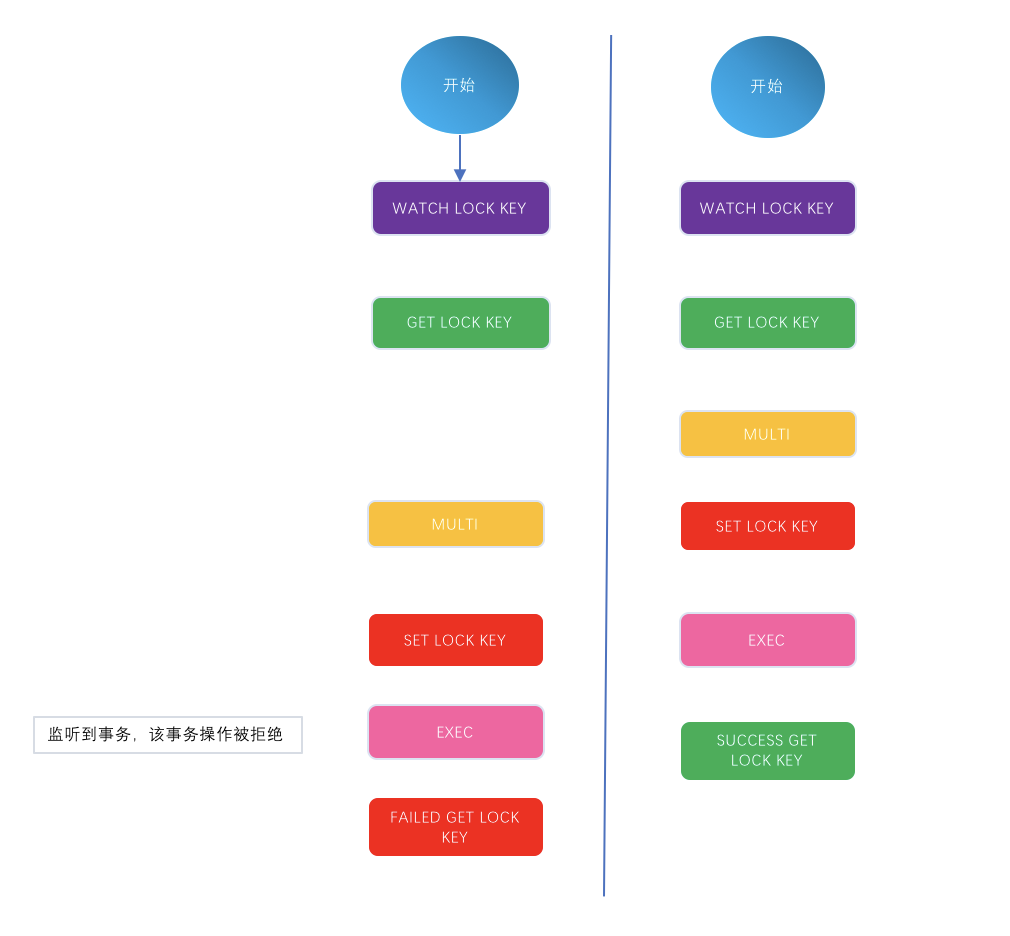 开始
WATCH LOCK KEY
GET LOCK KEY
MULTI
SET LOCK KEY
监听到事务，该事务操作被拒绝
EXEC
FAILED GET LOCK
KEY
开始
WATCH LOCK KEY
GET LOCK KEY
MULTI
SET LOCK KEY
EXEC
SUCCESS GET
LOCK KEY